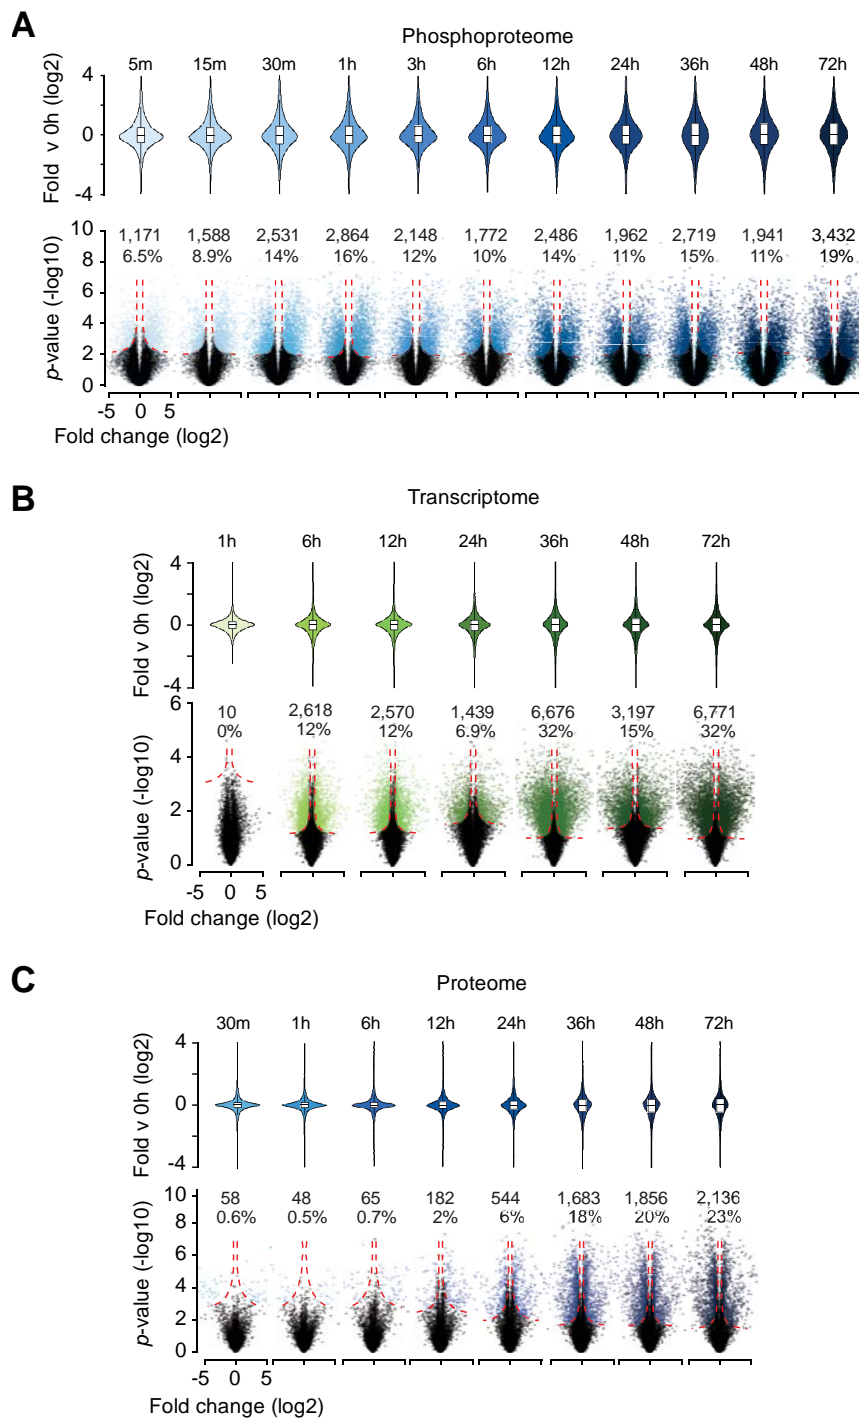 A
Phosphoproteome
5m 15m 30m 1h 3h 6h 12h 24h 36h 48h 72h
Fold v 0h (log2)
4
0
-4
p-value (-log10)
10
8
6
4
2
0
1,171 1,588 2,531 2,864 2,148 1,772 2,486 1,962 2,719 1,941 3,432
6.5% 8.9% 14% 16% 12% 10% 14% 11% 15% 11% 19%
-5 0 5
Fold change (log2)
B
Transcriptome
1h 6h 12h 24h 36h 48h 72h
Fold v 0h (log2)
4
0
-4
p-value (-log10)
6
4
2
0
10 2,618 2,570 1,439 6,676 3,197 6,771
0% 12% 12% 6.9% 32% 15% 32%
-5 0 5
Fold change (log2)
C
Proteome
30m 1h 6h 12h 24h 36h 48h 72h
Fold v 0h (log2)
4
0
-4
p-value (-log10)
10
8
6
4
2
0
58 48 65 182 544 1,683 1,856 2,136
0.6% 0.5% 0.7% 2% 6% 18% 20% 23%
-5 0 5
Fold change (log2)